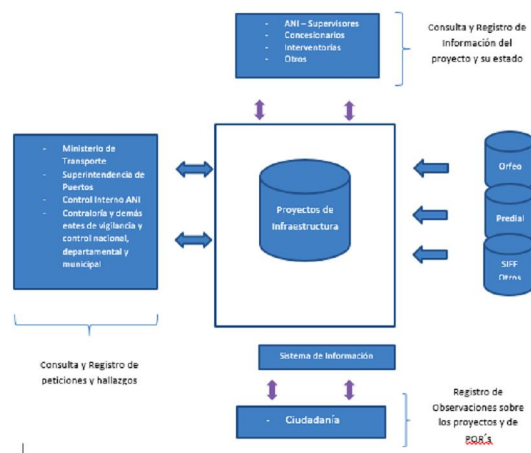 - ANI – Supervisores
- Concesionarios
- Interventorías
- Otros
Consulta y Registro de
Información del
proyecto y su estado
- Ministerio de
Transporte
- Superintendencia de
Puertos
- Control Interno ANI
- Contraloría y demás
entes de vigilancia y
control nacional,
departamental y
municipal
Proyectos de
Infraestructura
Orfeo
Predial
SIFF
Otros
Sistema de Información
Consulta y Registro de
peticiones y hallazgos
- Ciudadanía
Registro de
Observaciones sobre
los proyectos y de
PQR´s